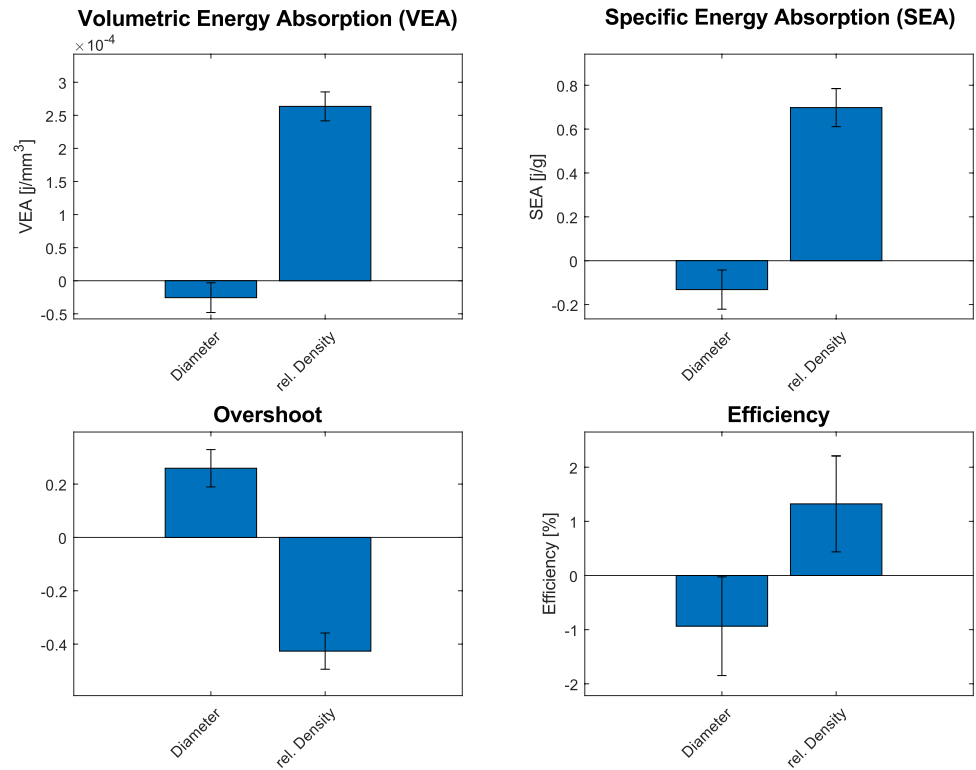 Volumetric Energy Absorption (VEA)
×10⁻⁴
3
2.5
2
1.5
1
0.5
0
-0.5
VEA [j/mm³]
Diameter
rel. Density
Specific Energy Absorption (SEA)
0.8
0.6
0.4
0.2
0
-0.2
SEA [j/g]
Diameter
rel. Density
Overshoot
0.2
0
-0.2
-0.4
Diameter
rel. Density
Efficiency
2
1
0
-1
-2
Efficiency [%]
Diameter
rel. Density